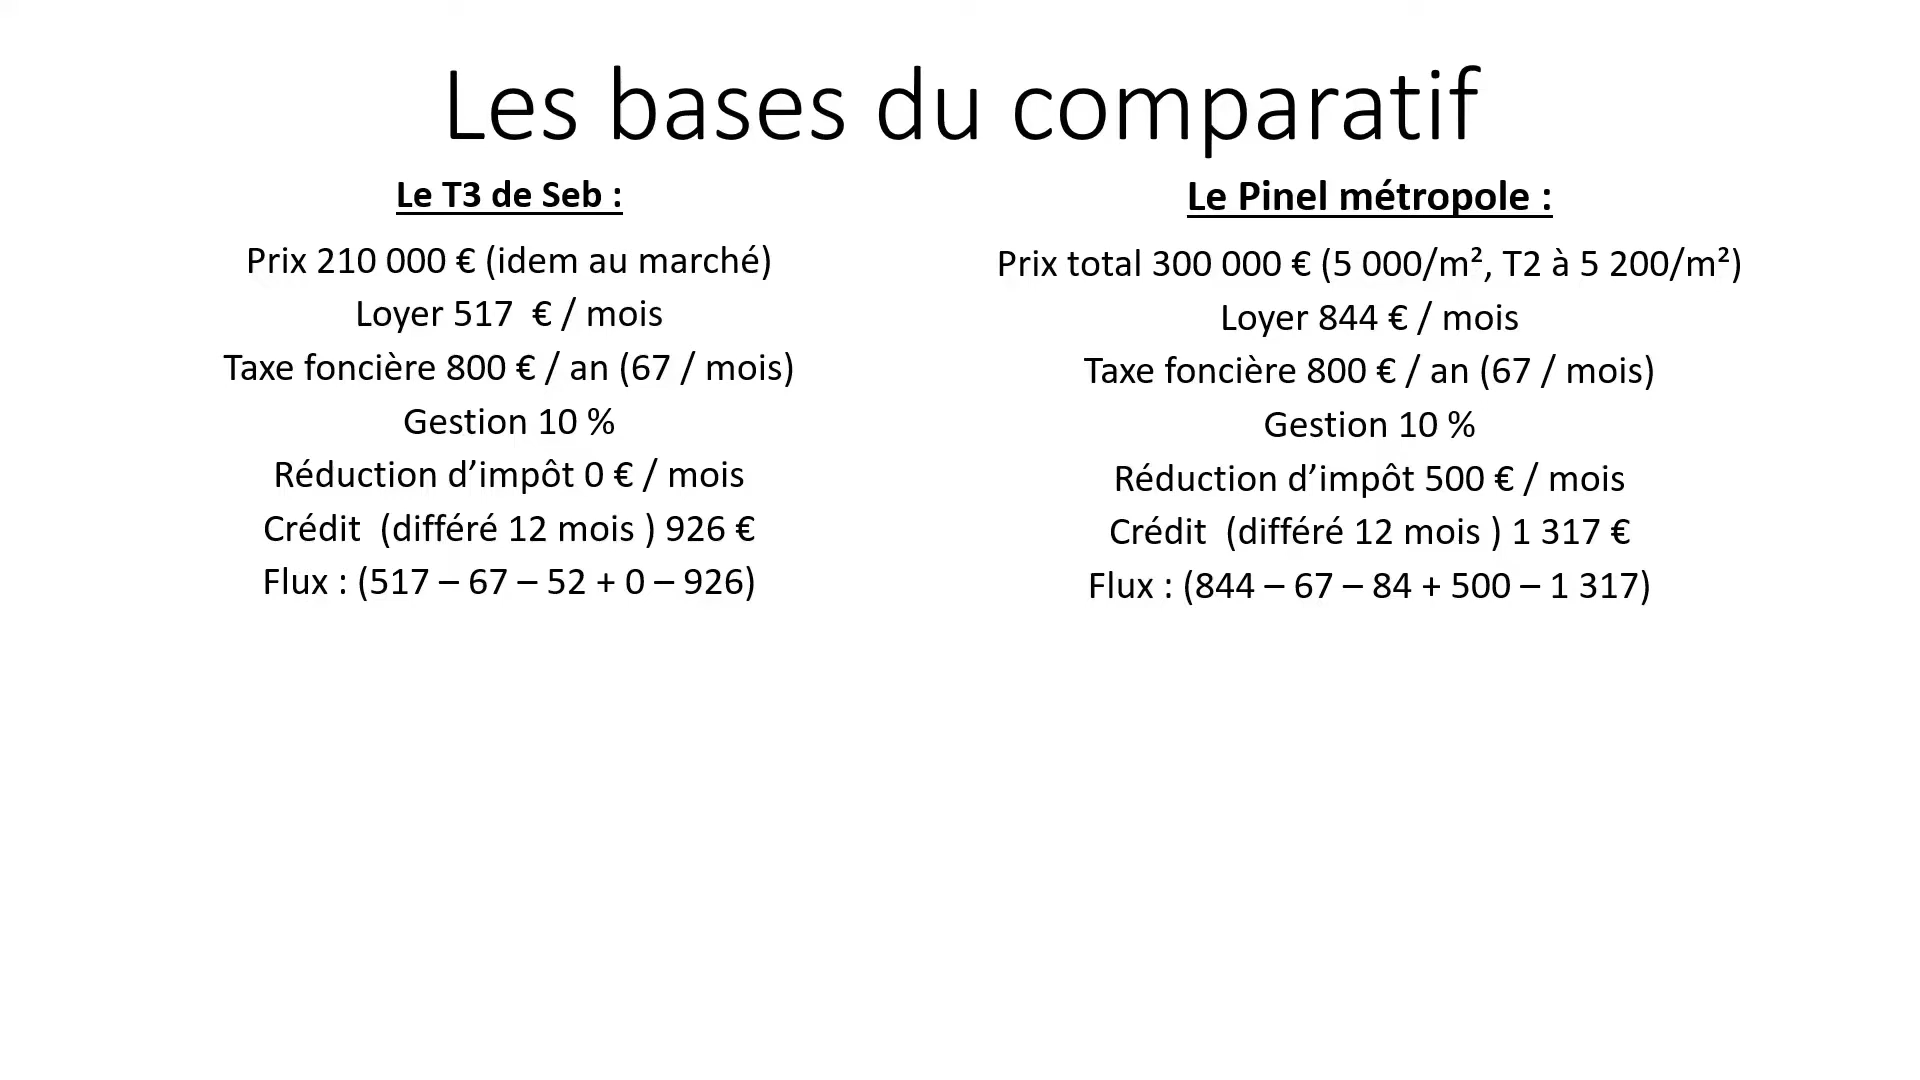 Les bases du comparatif
Le T3 de Seb :
Prix 210 000 € (idem au marché)
Loyer 517  € / mois
Taxe foncière 800 € / an (67 / mois)
Gestion 10 %
Réduction d’impôt 0 € / mois
Crédit  (différé 12 mois ) 926 €
Flux : (517 – 67 – 52 + 0 – 926)
Le Pinel métropole :
Prix total 300 000 € (5 000/m², T2 à 5 200/m²)
Loyer 844 € / mois
Taxe foncière 800 € / an (67 / mois)
Gestion 10 %
Réduction d’impôt 500 € / mois
Crédit  (différé 12 mois ) 1 317 €
Flux : (844 – 67 – 84 + 500 – 1 317)